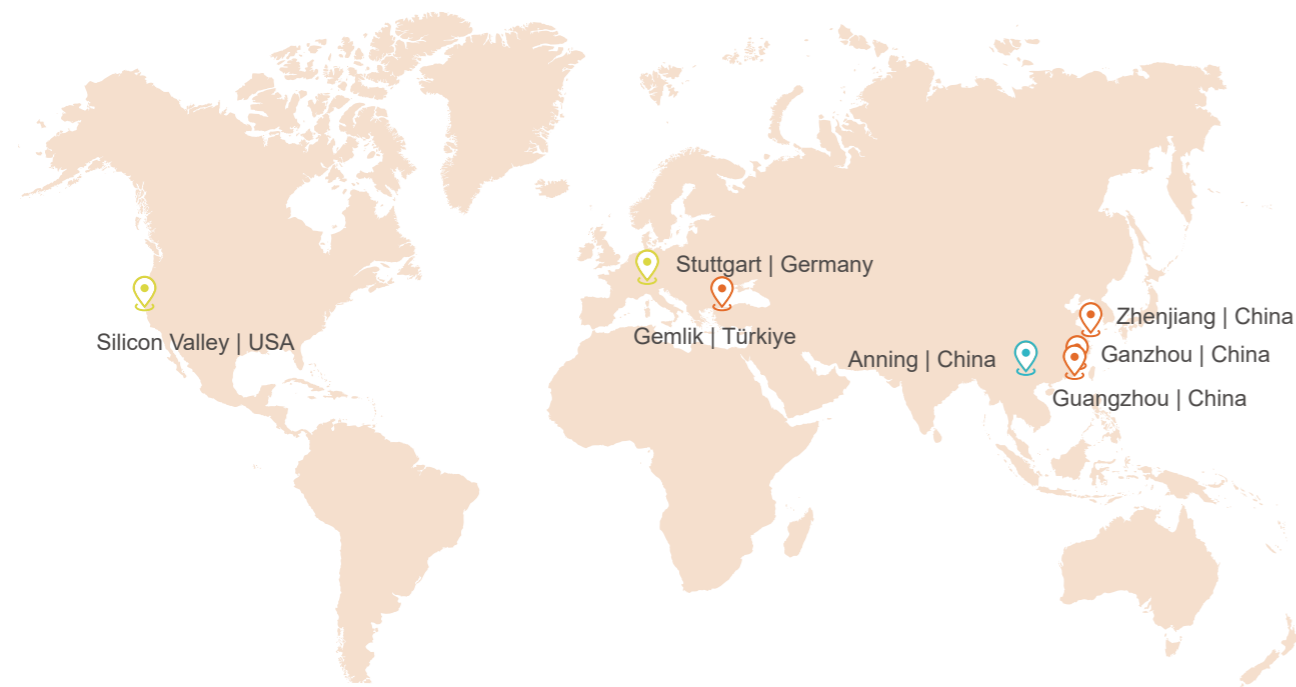 Stuttgart | Germany
Silicon Valley | USA
Gemlik | Türkiye
Zhenjiang | China
Ganzhou | China
Anning | China
Guangzhou | China